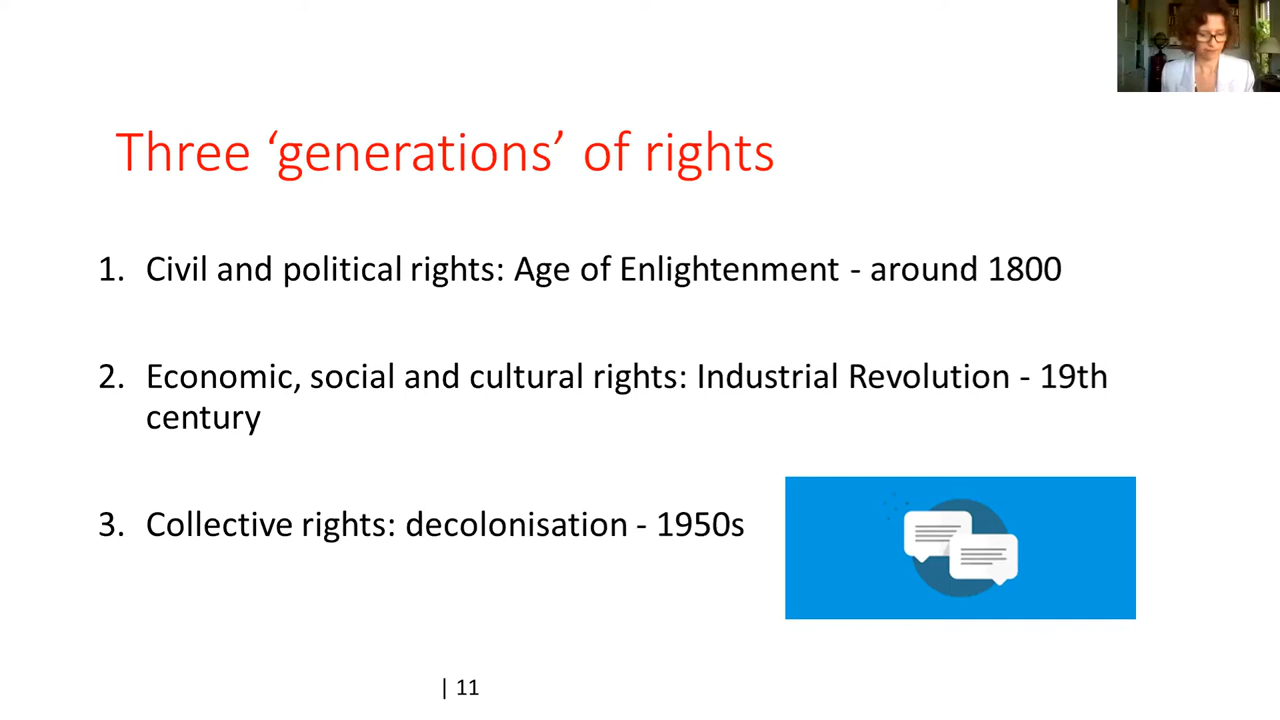 Three ‘generations’ of rights
1. Civil and political rights: Age of Enlightenment - around 1800
2. Economic, social and cultural rights: Industrial Revolution - 19th
century
3. Collective rights: decolonisation - 1950s
| 11